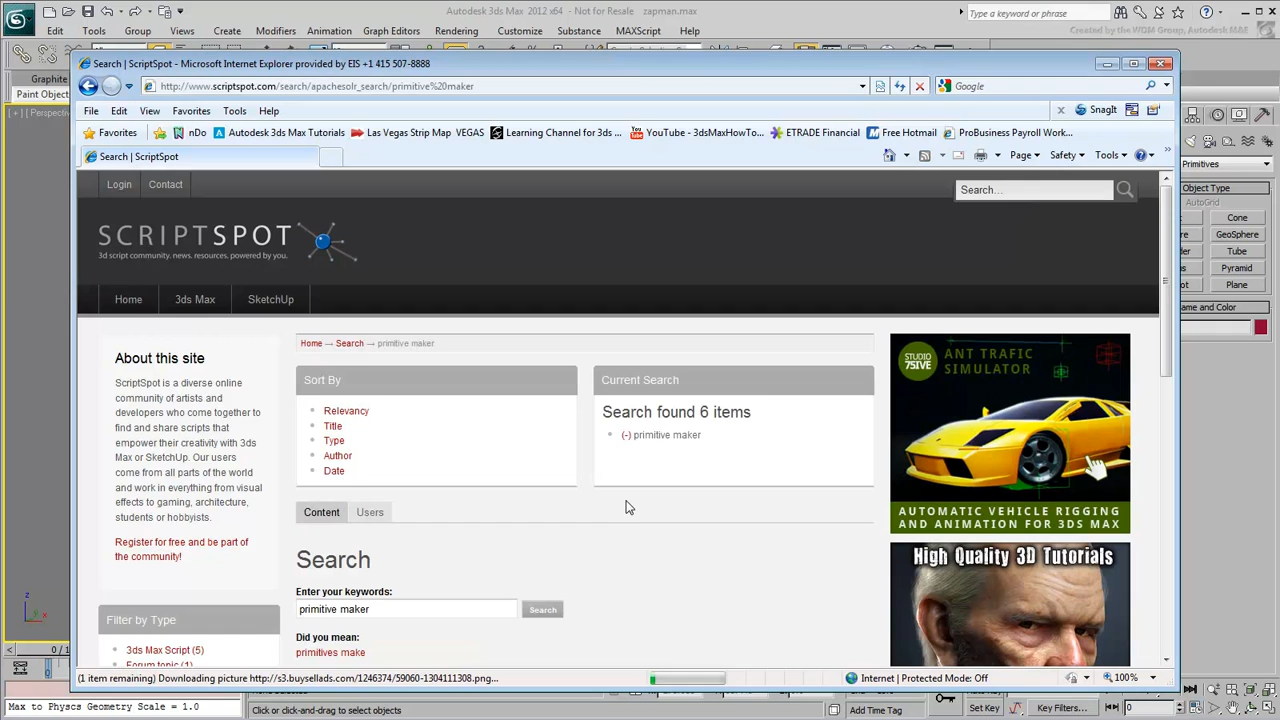 Autodesk 3ds Max 2012 x64 - Not for Resale zapman.max
Type a keyword or phrase
Edit Tools Group Views Create Modifiers Animation Graph Editors Rendering Customize Substance MAXScript Help
Created by the WDM Group, Autodesk MAE
Graphite
Paint Objec
[ + ] [ Perspectiv
Search | ScriptSpot - Microsoft Internet Explorer provided by EIS +1 415 507-8888
http://www.scriptspot.com/search/apachesolr_search/primitive%20maker
Google
File Edit View Favorites Tools Help
SnagIt
Favorites nDo Autodesk 3ds Max Tutorials Las Vegas Strip Map VEGAS Learning Channel for 3ds ... YouTube - 3dsMaxHowTo... ETRADE Financial Free Hotmail ProBusiness Payroll Work...
Search | ScriptSpot
Page Safety Tools
Login Contact
Search...
SCRIPTSPOT
3d script community. news. resources. powered by you.
Home 3ds Max SketchUp
About this site
ScriptSpot is a diverse online
community of artists and
developers who come together to
find and share scripts that
empower their creativity with 3ds
Max or SketchUp. Our users
come from all parts of the world
and work in everything from visual
effects to gaming, architecture,
students or hobbyists.
Register for free and be part of
the community!
Filter by Type
3ds Max Script (5)
Forum topic (1)
Home → Search → primitive maker
Sort By
Relevancy
Title
Type
Author
Date
Current Search
Search found 6 items
(-) primitive maker
Content Users
Search
Enter your keywords:
primitive maker
Search
Did you mean:
primitives make
STUDIO
75IVE
ANT TRAFIC
SIMULATOR
AUTOMATIC VEHICLE RIGGING
AND ANIMATION FOR 3DS MAX
High Quality 3D Tutorials
Primitives
Object Type
AutoGrid
Cone
GeoSphere
Tube
Pyramid
Plane
ame and Color
(1 item remaining) Downloading picture http://s3.buysellads.com/1246374/59060-1304111308.png...
Internet | Protected Mode: Off
100%
0 / 1
Max to Physcs Geometry Scale = 1.0
Click or click-and-drag to select objects
Add Time Tag
Set Key
Key Filters...
0